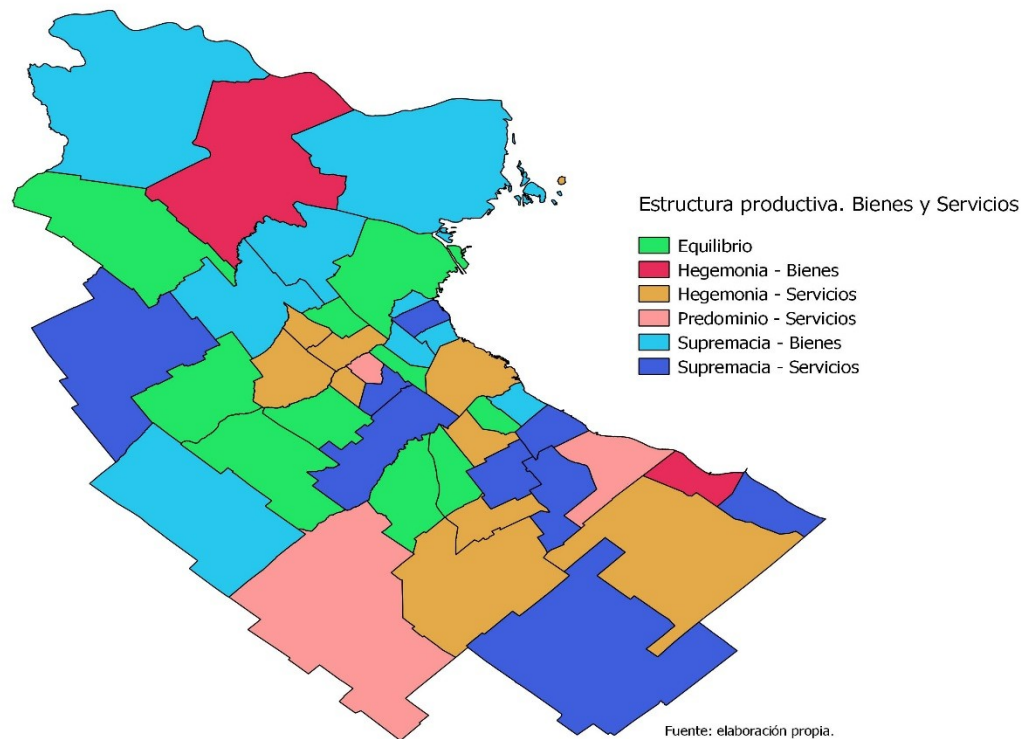 Estructura productiva. Bienes y Servicios
Equilibrio
Hegemonia - Bienes
Hegemonia - Servicios
Predominio - Servicios
Supremacia - Bienes
Supremacia - Servicios
Fuente: elaboración propia.